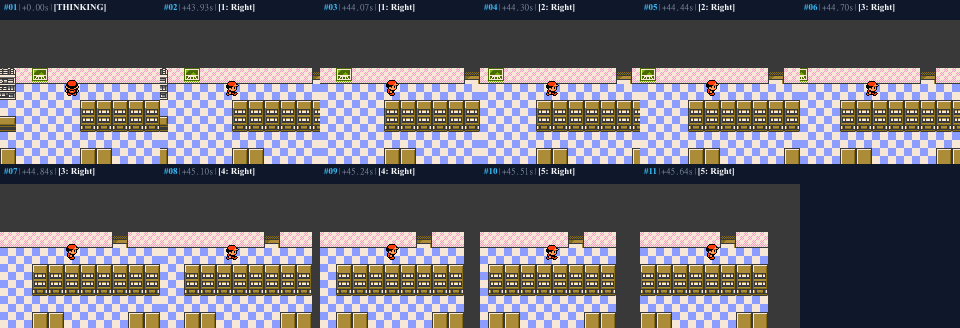 #01|+0.00s|[THINKING]
#02|+43.93s|[1: Right]
#03|+44.07s|[1: Right]
#04|+44.30s|[2: Right]
#05|+44.44s|[2: Right]
#06|+44.70s|[3: Right]
#07|+44.84s|[3: Right]
#08|+45.10s|[4: Right]
#09|+45.24s|[4: Right]
#10|+45.51s|[5: Right]
#11|+45.64s|[5: Right]